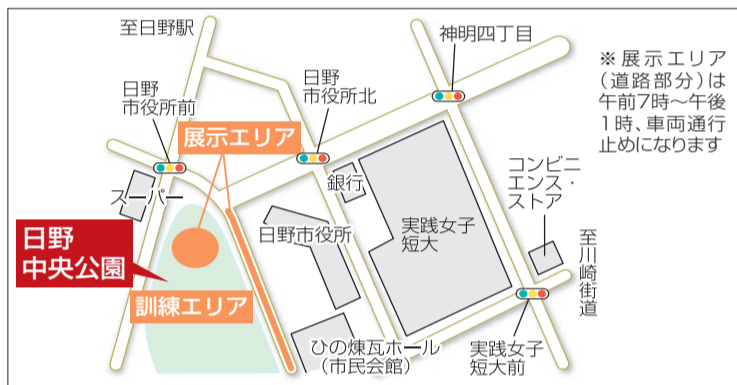 至日野駅
神明四丁目
※展示エリア
(道路部分)は
午前7時〜午後
1時、車両通行
止めになります
日野
市役所前
日野
市役所北
展示エリア
スーパー
銀行
コンビニ
エンス・
ストア
日野市役所
実践女子
短大
日野
中央公園
訓練エリア
至川崎街道
ひの煉瓦ホール
(市民会館)
実践女子
短大前